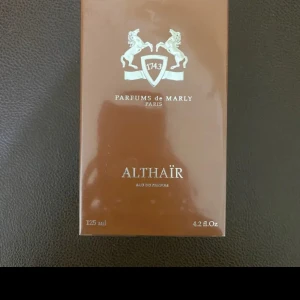 1743
PARFUMS de MARLY
PARIS
ALTHAÏR
EAU DE PARFUM
125 ml 4.2 fl.Oz